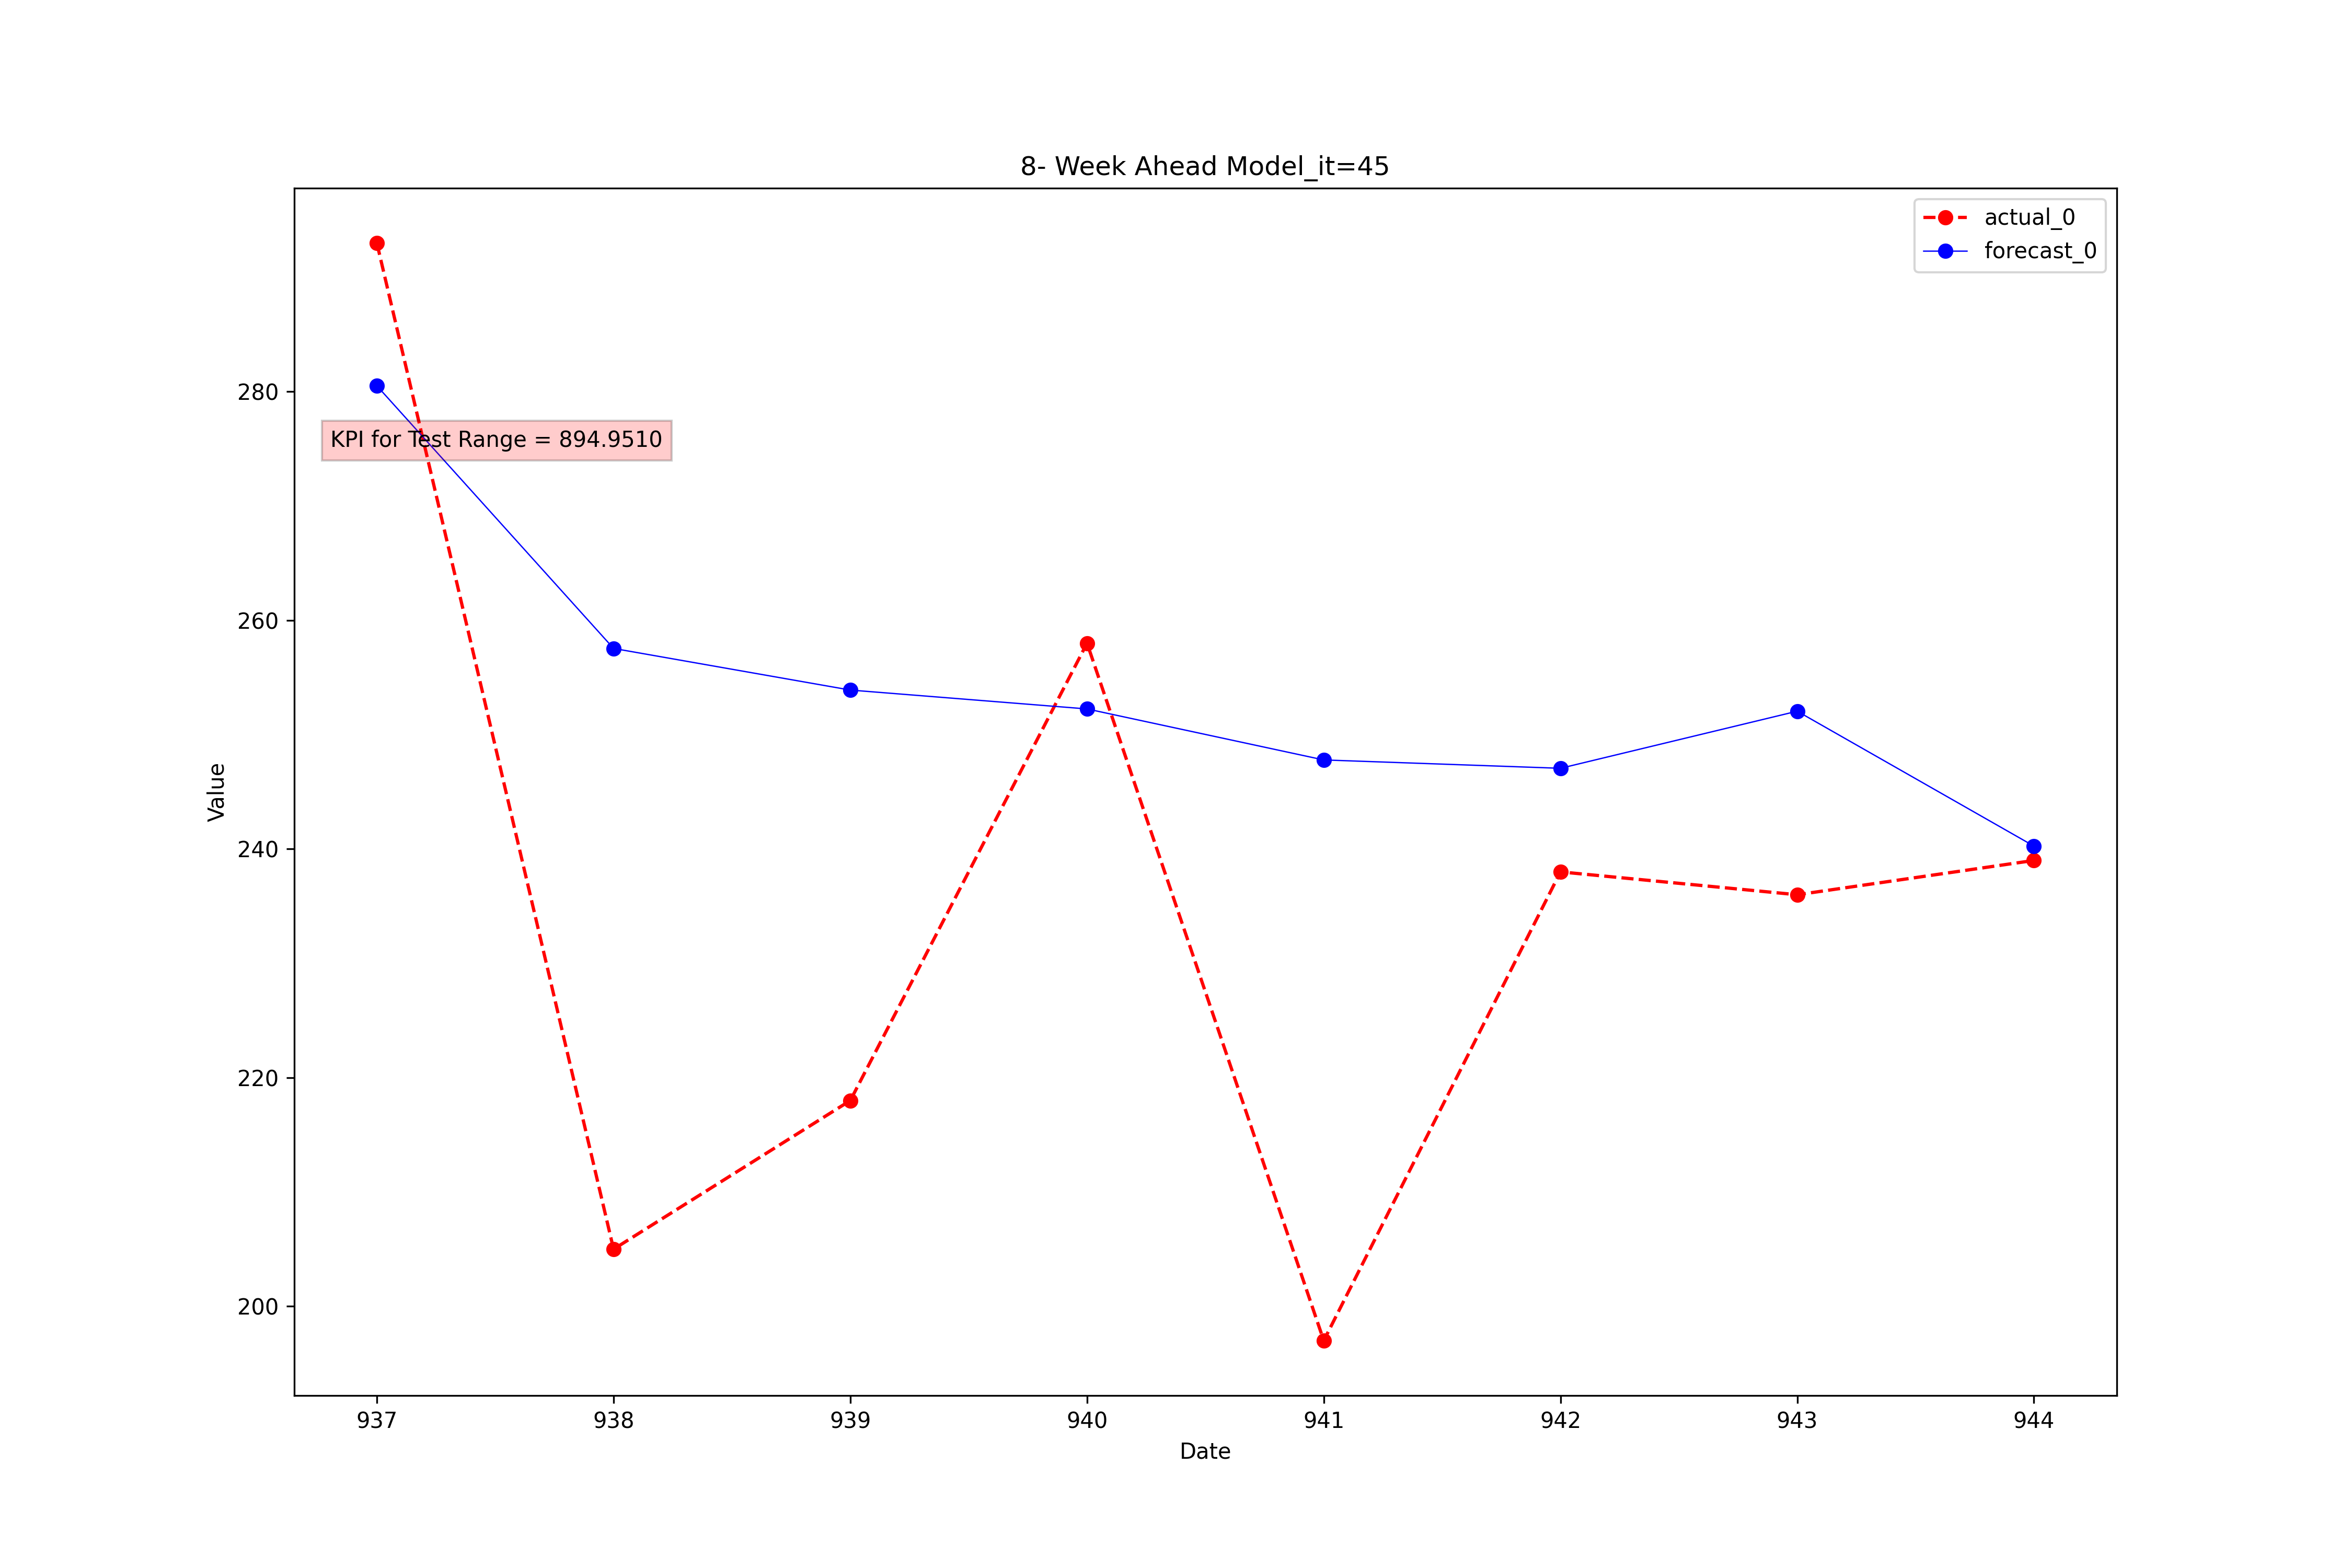 8- Week Ahead Model_it=45
actual_0
forecast_0
KPI for Test Range = 894.9510
280
260
240
220
200
Value
937 938 939 940 941 942 943 944
Date